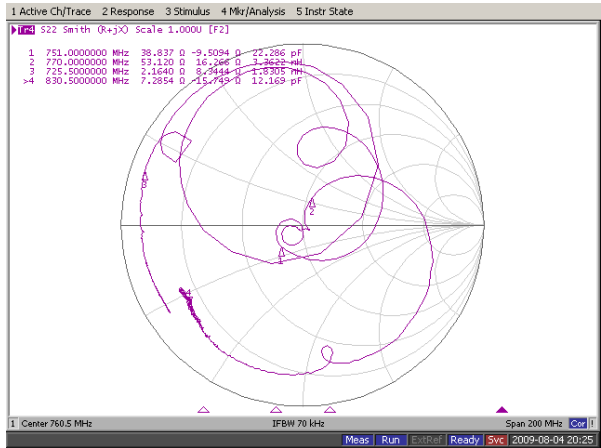 1 Active Ch/Trace 2 Response 3 Stimulus 4 Mkr/Analysis 5 Instr State
Tr4 S22 Smith (R+jX) Scale 1.000U [F2]
1 751.0000000 MHz 38.837 Ω -9.5094 Ω 22.286 pF
2 770.0000000 MHz 53.120 Ω 16.266 Ω 3.3622 nH
3 725.5000000 MHz 2.1640 Ω 8.3444 Ω 1.8305 nH
>4 830.5000000 MHz 7.2854 Ω -15.749 Ω 12.169 pF
3
2
1
4
1 Center 760.5 MHz IFBW 70 kHz Span 200 MHz Cor !
Meas Run ExtRef Ready Svc 2009-08-04 20:25